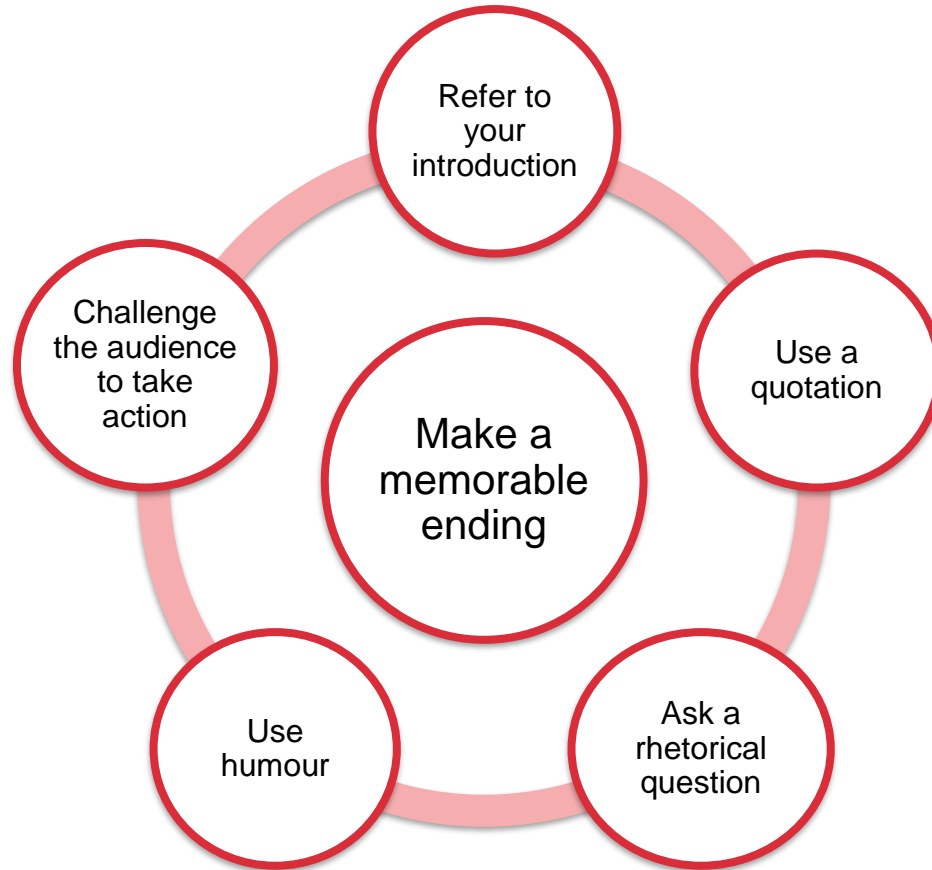 Refer to
your
introduction
Use a
quotation
Ask a
rhetorical
question
Use
humour
Challenge
the audience
to take
action
Make a
memorable
ending